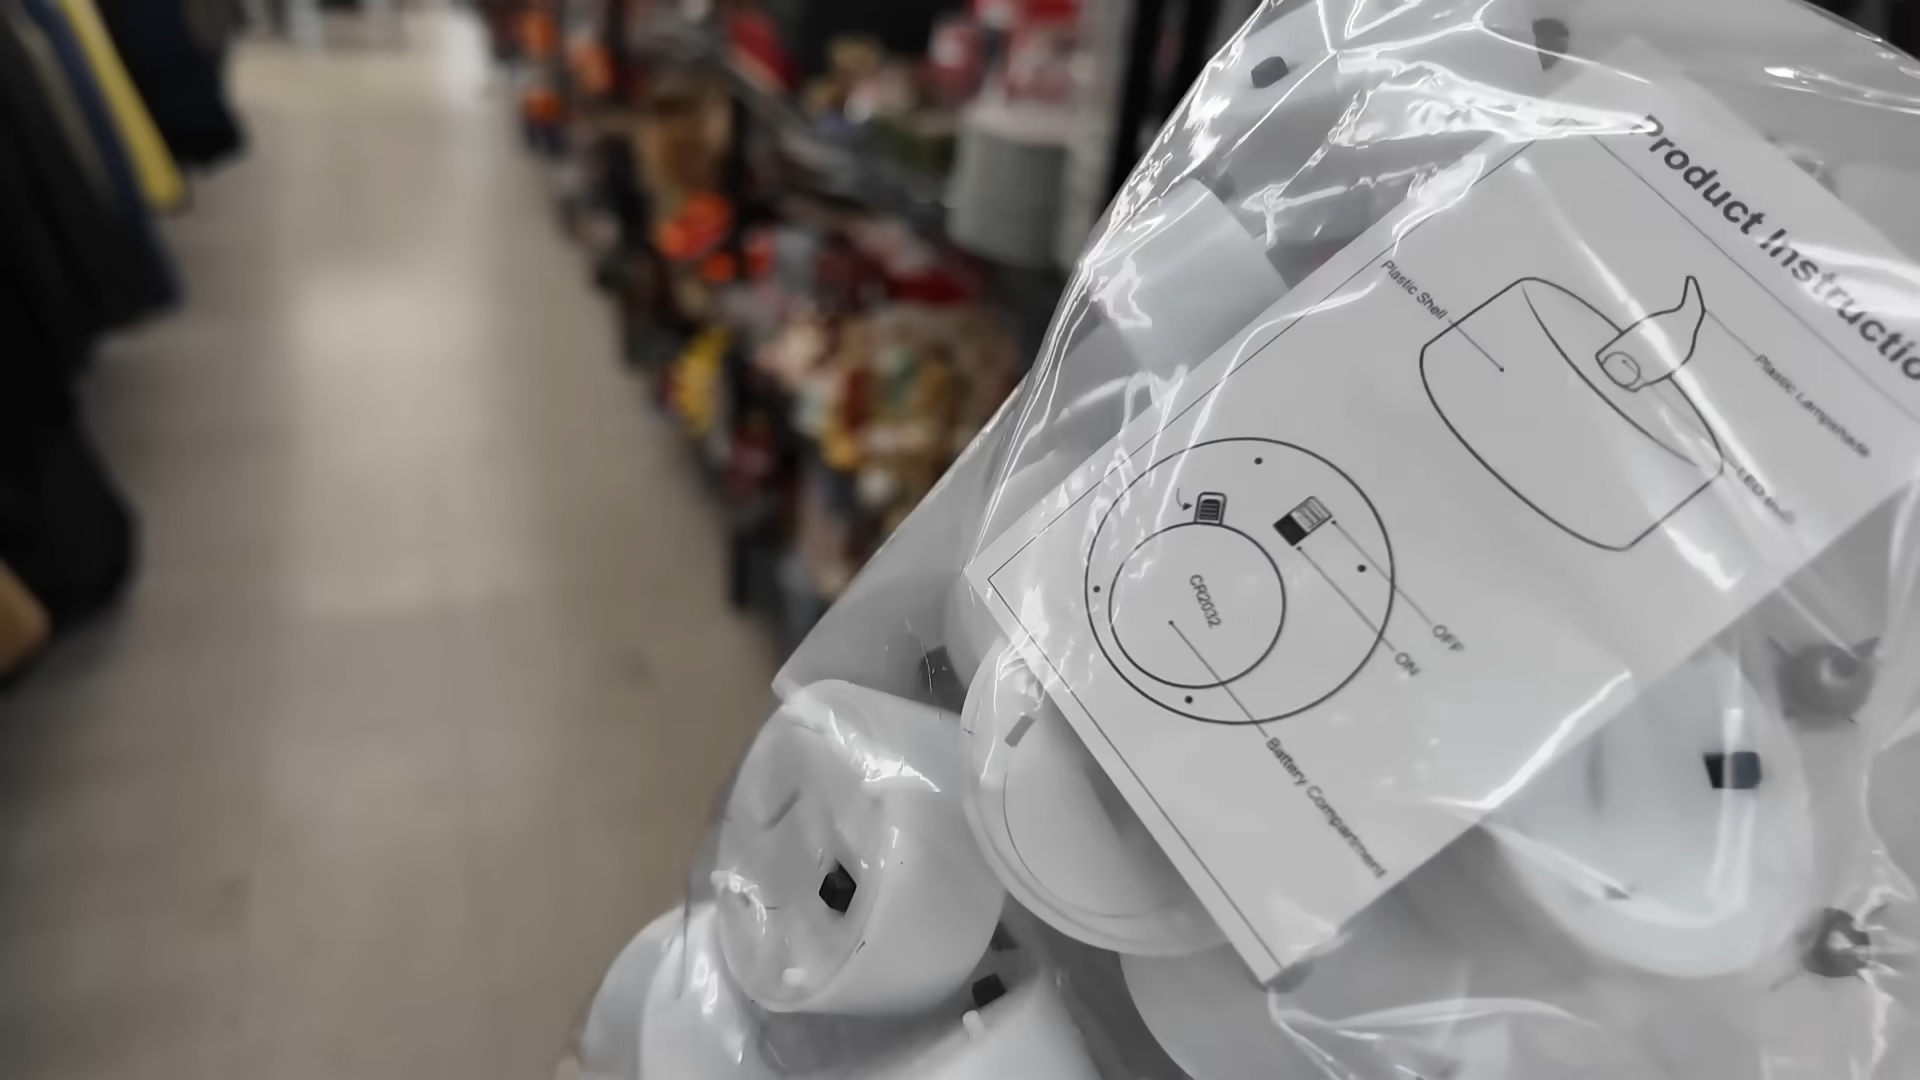 Product Instructio
Plastic Shell
Plastic Lampshade
CR2032
OFF
ON
Battery Compartment